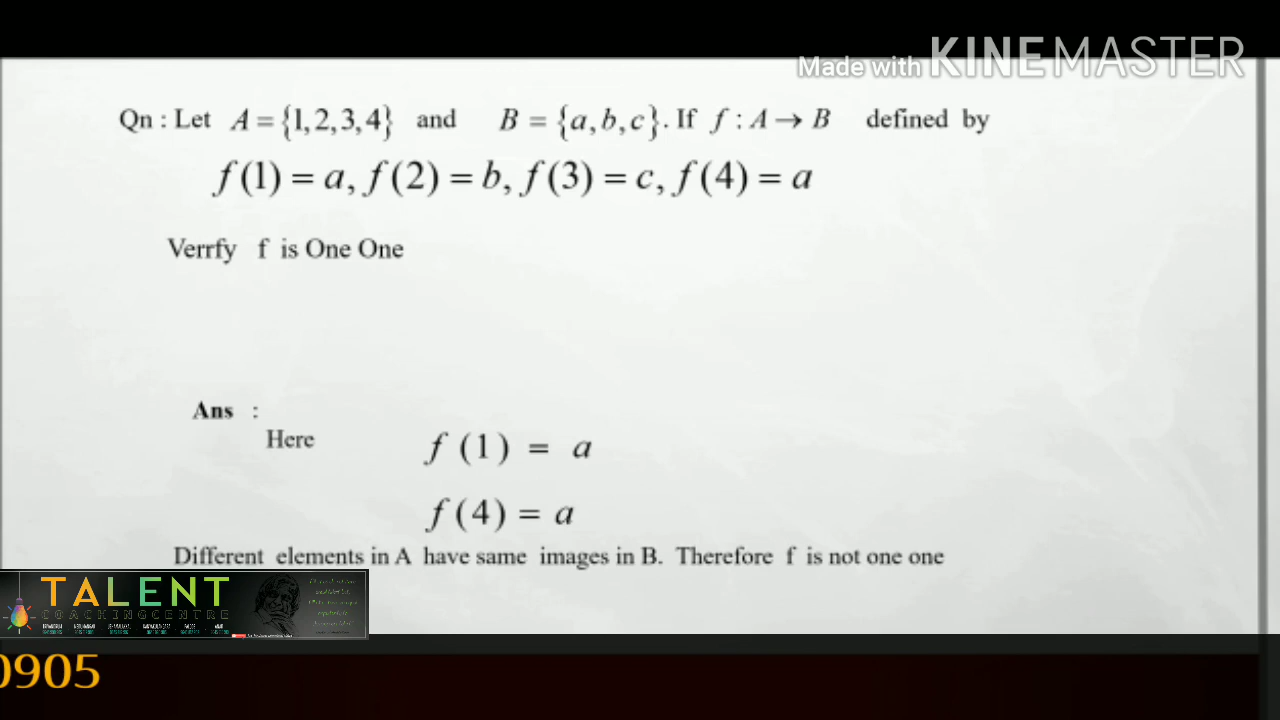 Made with KINEMASTER
Qn : Let A = {1,2,3,4} and B = {a,b,c}. If f : A → B defined by
f(1) = a, f(2) = b, f(3) = c, f(4) = a
Verrfy f is One One
Ans :
Here f (1) = a
f (4) = a
Different elements in A have same images in B. Therefore f is not one one
TALENT
COACHINGCENTRE
0905